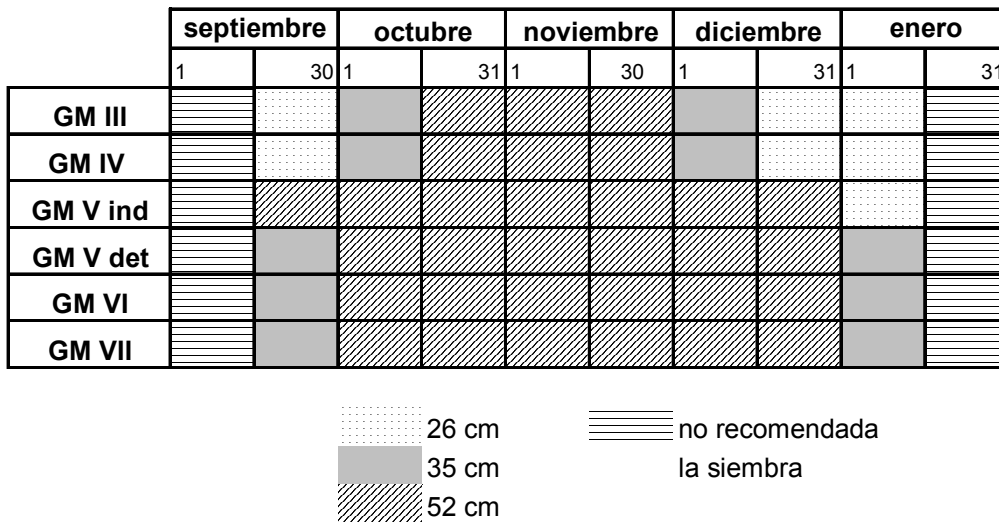 septiembre octubre noviembre diciembre enero
1 30 1 31 1 30 1 31 1 31
GM III
GM IV
GM V ind
GM V det
GM VI
GM VII
26 cm no recomendada
35 cm la siembra
52 cm